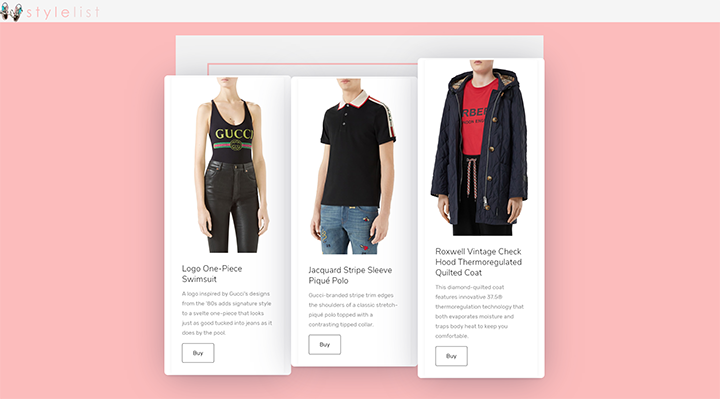 stylelist
GUCCI
RBE
Logo One-Piece
Swimsuit
A logo inspired by Gucci's designs
from the '80s adds signature style
to a svelte one-piece that looks
just as good tucked into jeans as it
does by the pool.
Buy
Jacquard Stripe Sleeve
Piqué Polo
Gucci-branded stripe trim edges
the shoulders of a classic stretch-
piqué polo topped with a
contrasting tipped collar.
Buy
Roxwell Vintage Check
Hood Thermoregulated
Quilted Coat
This diamond-quilted coat
features innovative 37.5®
thermoregulation technology that
both evaporates moisture and
traps body heat to keep you
comfortable.
Buy